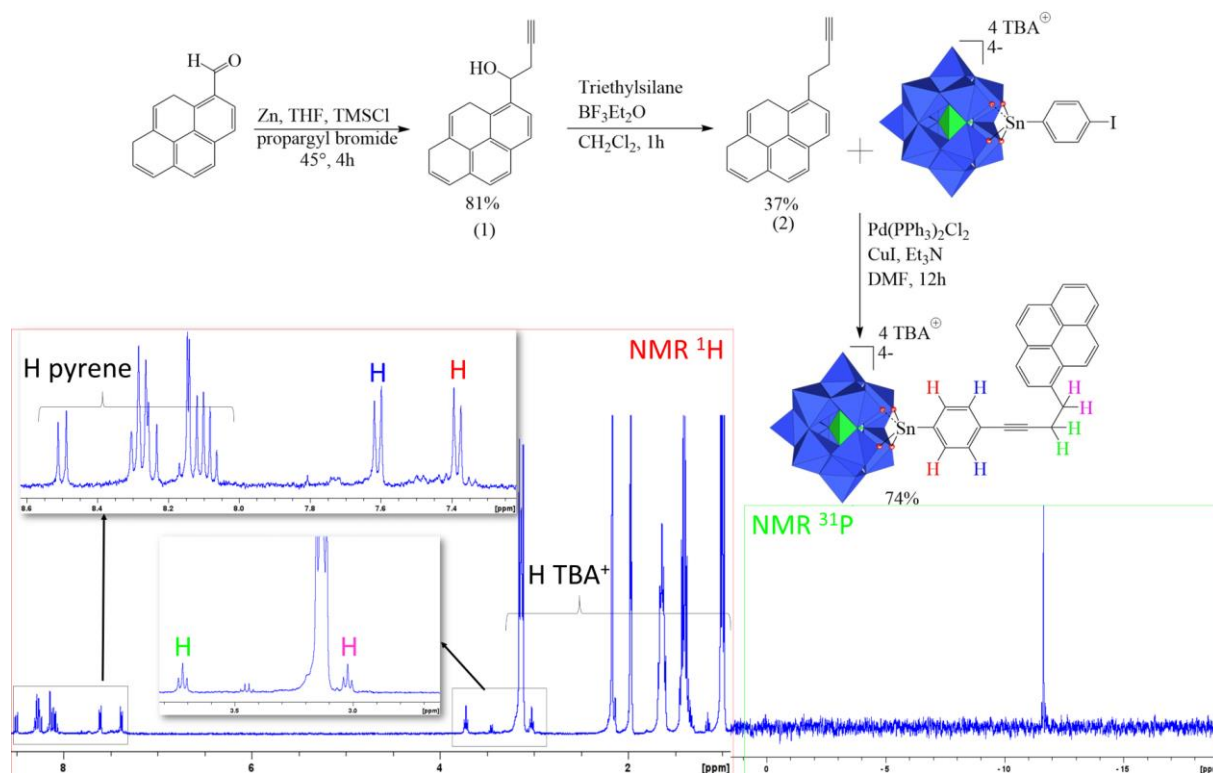 H
O
Zn, THF, TMSCl
propargyl bromide
45°, 4h
HO
81%
(1)
Triethylsilane
BF3Et2O
CH2Cl2, 1h
37%
(2)
4 TBA⊕
4-
Sn
I
Pd(PPh3)2Cl2
CuI, Et3N
DMF, 12h
4 TBA⊕
4-
Sn
H H
H H
H H
H H
74%
NMR 1H
H pyrene
H
H
8.6 8.4 8.2 8.0 7.8 7.6 7.4 [ppm]
H TBA+
H
H
3.5 3.0 [ppm]
8 6 4 2 [ppm]
NMR 31P
0 -5 -10 -15 [ppm]